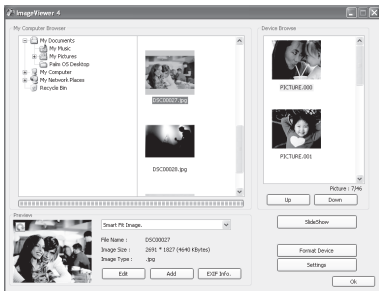 ImageViewer 4
My Computer Browser
My Documents
My Music
My Pictures
Palm OS Desktop
My Computer
My Network Places
Recycle Bin
DSC00027.jpg
DSC00028.jpg
Device Browse
PICTURE.000
PICTURE.001
Picture : 7/46
Up
Down
Preview
Smart Fit Image.
File Name : DSC00027
Image Size : 2691 * 1827 (4640 KBytes)
Image Type : .jpg
Edit
Add
EXIF Info.
SlideShow
Format Device
Settings
Ok